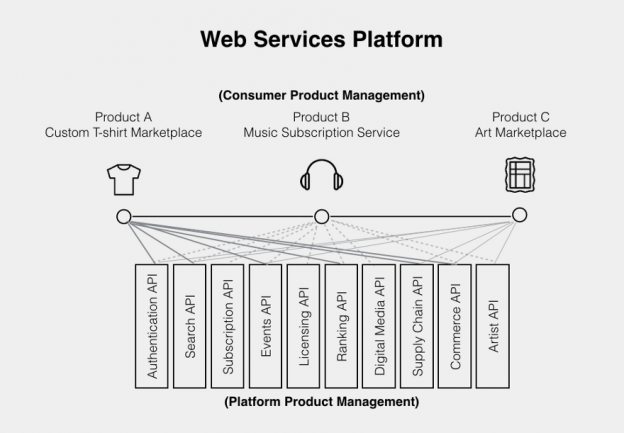 Web Services Platform
(Consumer Product Management)
Product A
Custom T-shirt Marketplace
Product B
Music Subscription Service
Product C
Art Marketplace
Authentication API
Search API
Subscription API
Events API
Licensing API
Ranking API
Digital Media API
Supply Chain API
Commerce API
Artist API
(Platform Product Management)